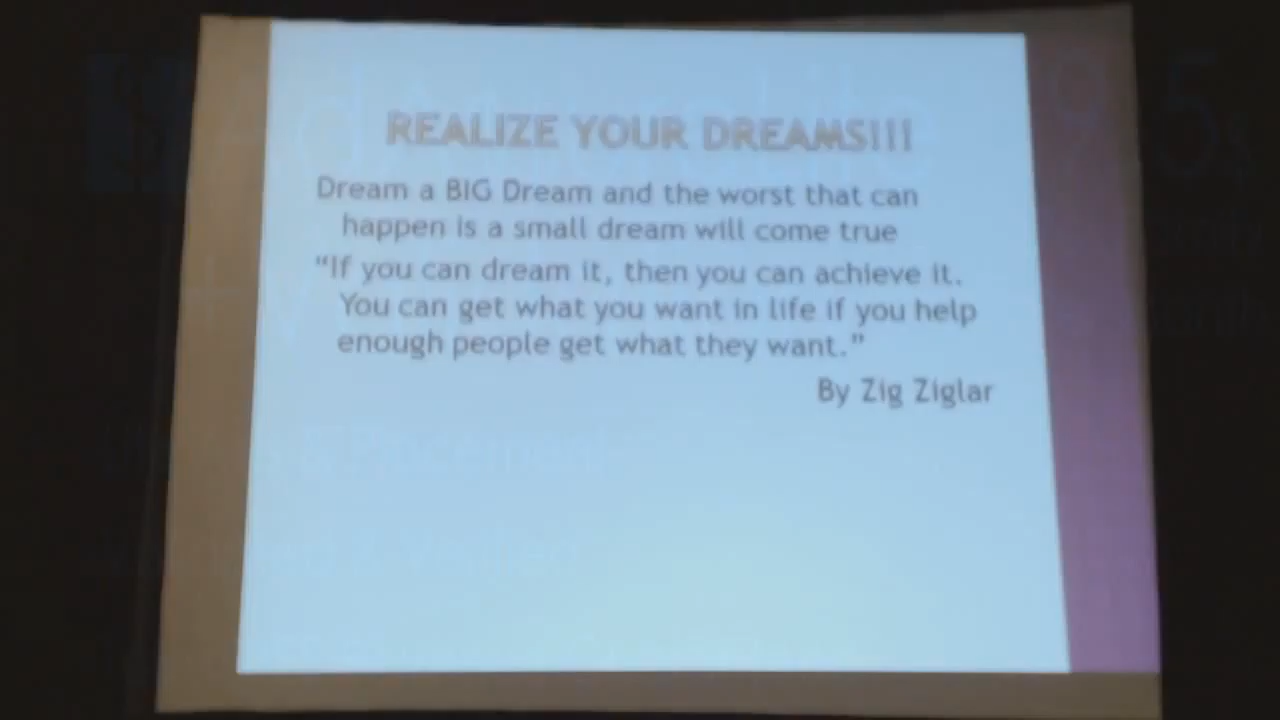 REALIZE YOUR DREAMS!!!
Dream a BIG Dream and the worst that can
happen is a small dream will come true
“If you can dream it, then you can achieve it.
You can get what you want in life if you help
enough people get what they want.”
By Zig Ziglar